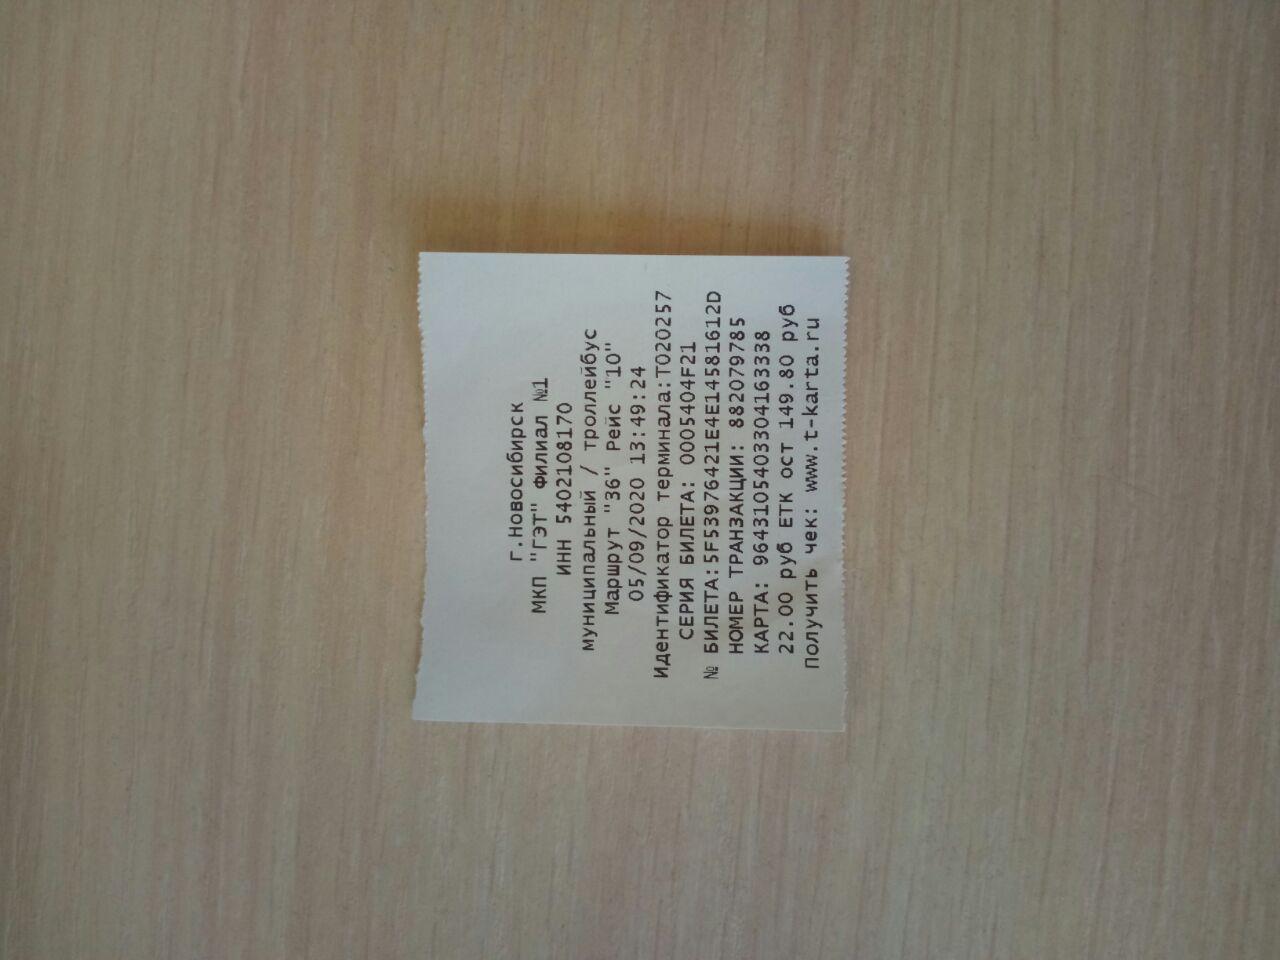 г.Новосибирск
МКП "ГЭТ" филиал №1
ИНН 5402108170
муниципальный / троллейбус
Маршрут "36" Рейс "10"
05/09/2020 13:49:24
Идентификатор терминала:T020257
СЕРИЯ БИЛЕТА: 0005404F21
№ БИЛЕТА:5F53976421E4E14581612D
НОМЕР ТРАНЗАКЦИИ: 882079785
КАРТА: 96431054033304163338
22.00 руб ЕТК ост 149.80 руб
Получить чек: www.t-karta.ru